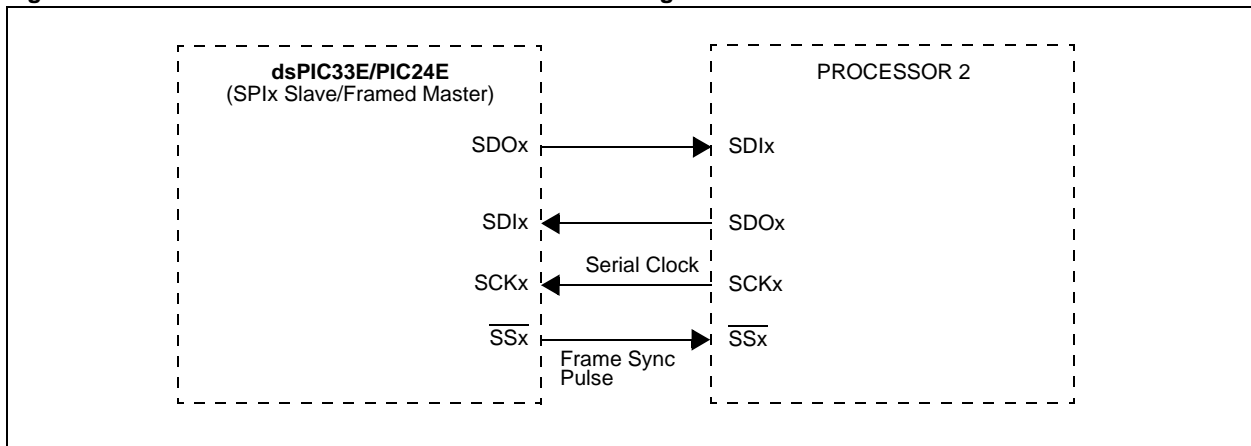 dsPIC33E/PIC24E
(SPIx Slave/Framed Master)
PROCESSOR 2
SDOx
SDIx
SDIx
SDOx
Serial Clock
SCKx
SCKx
SSx
SSx
Frame Sync
Pulse